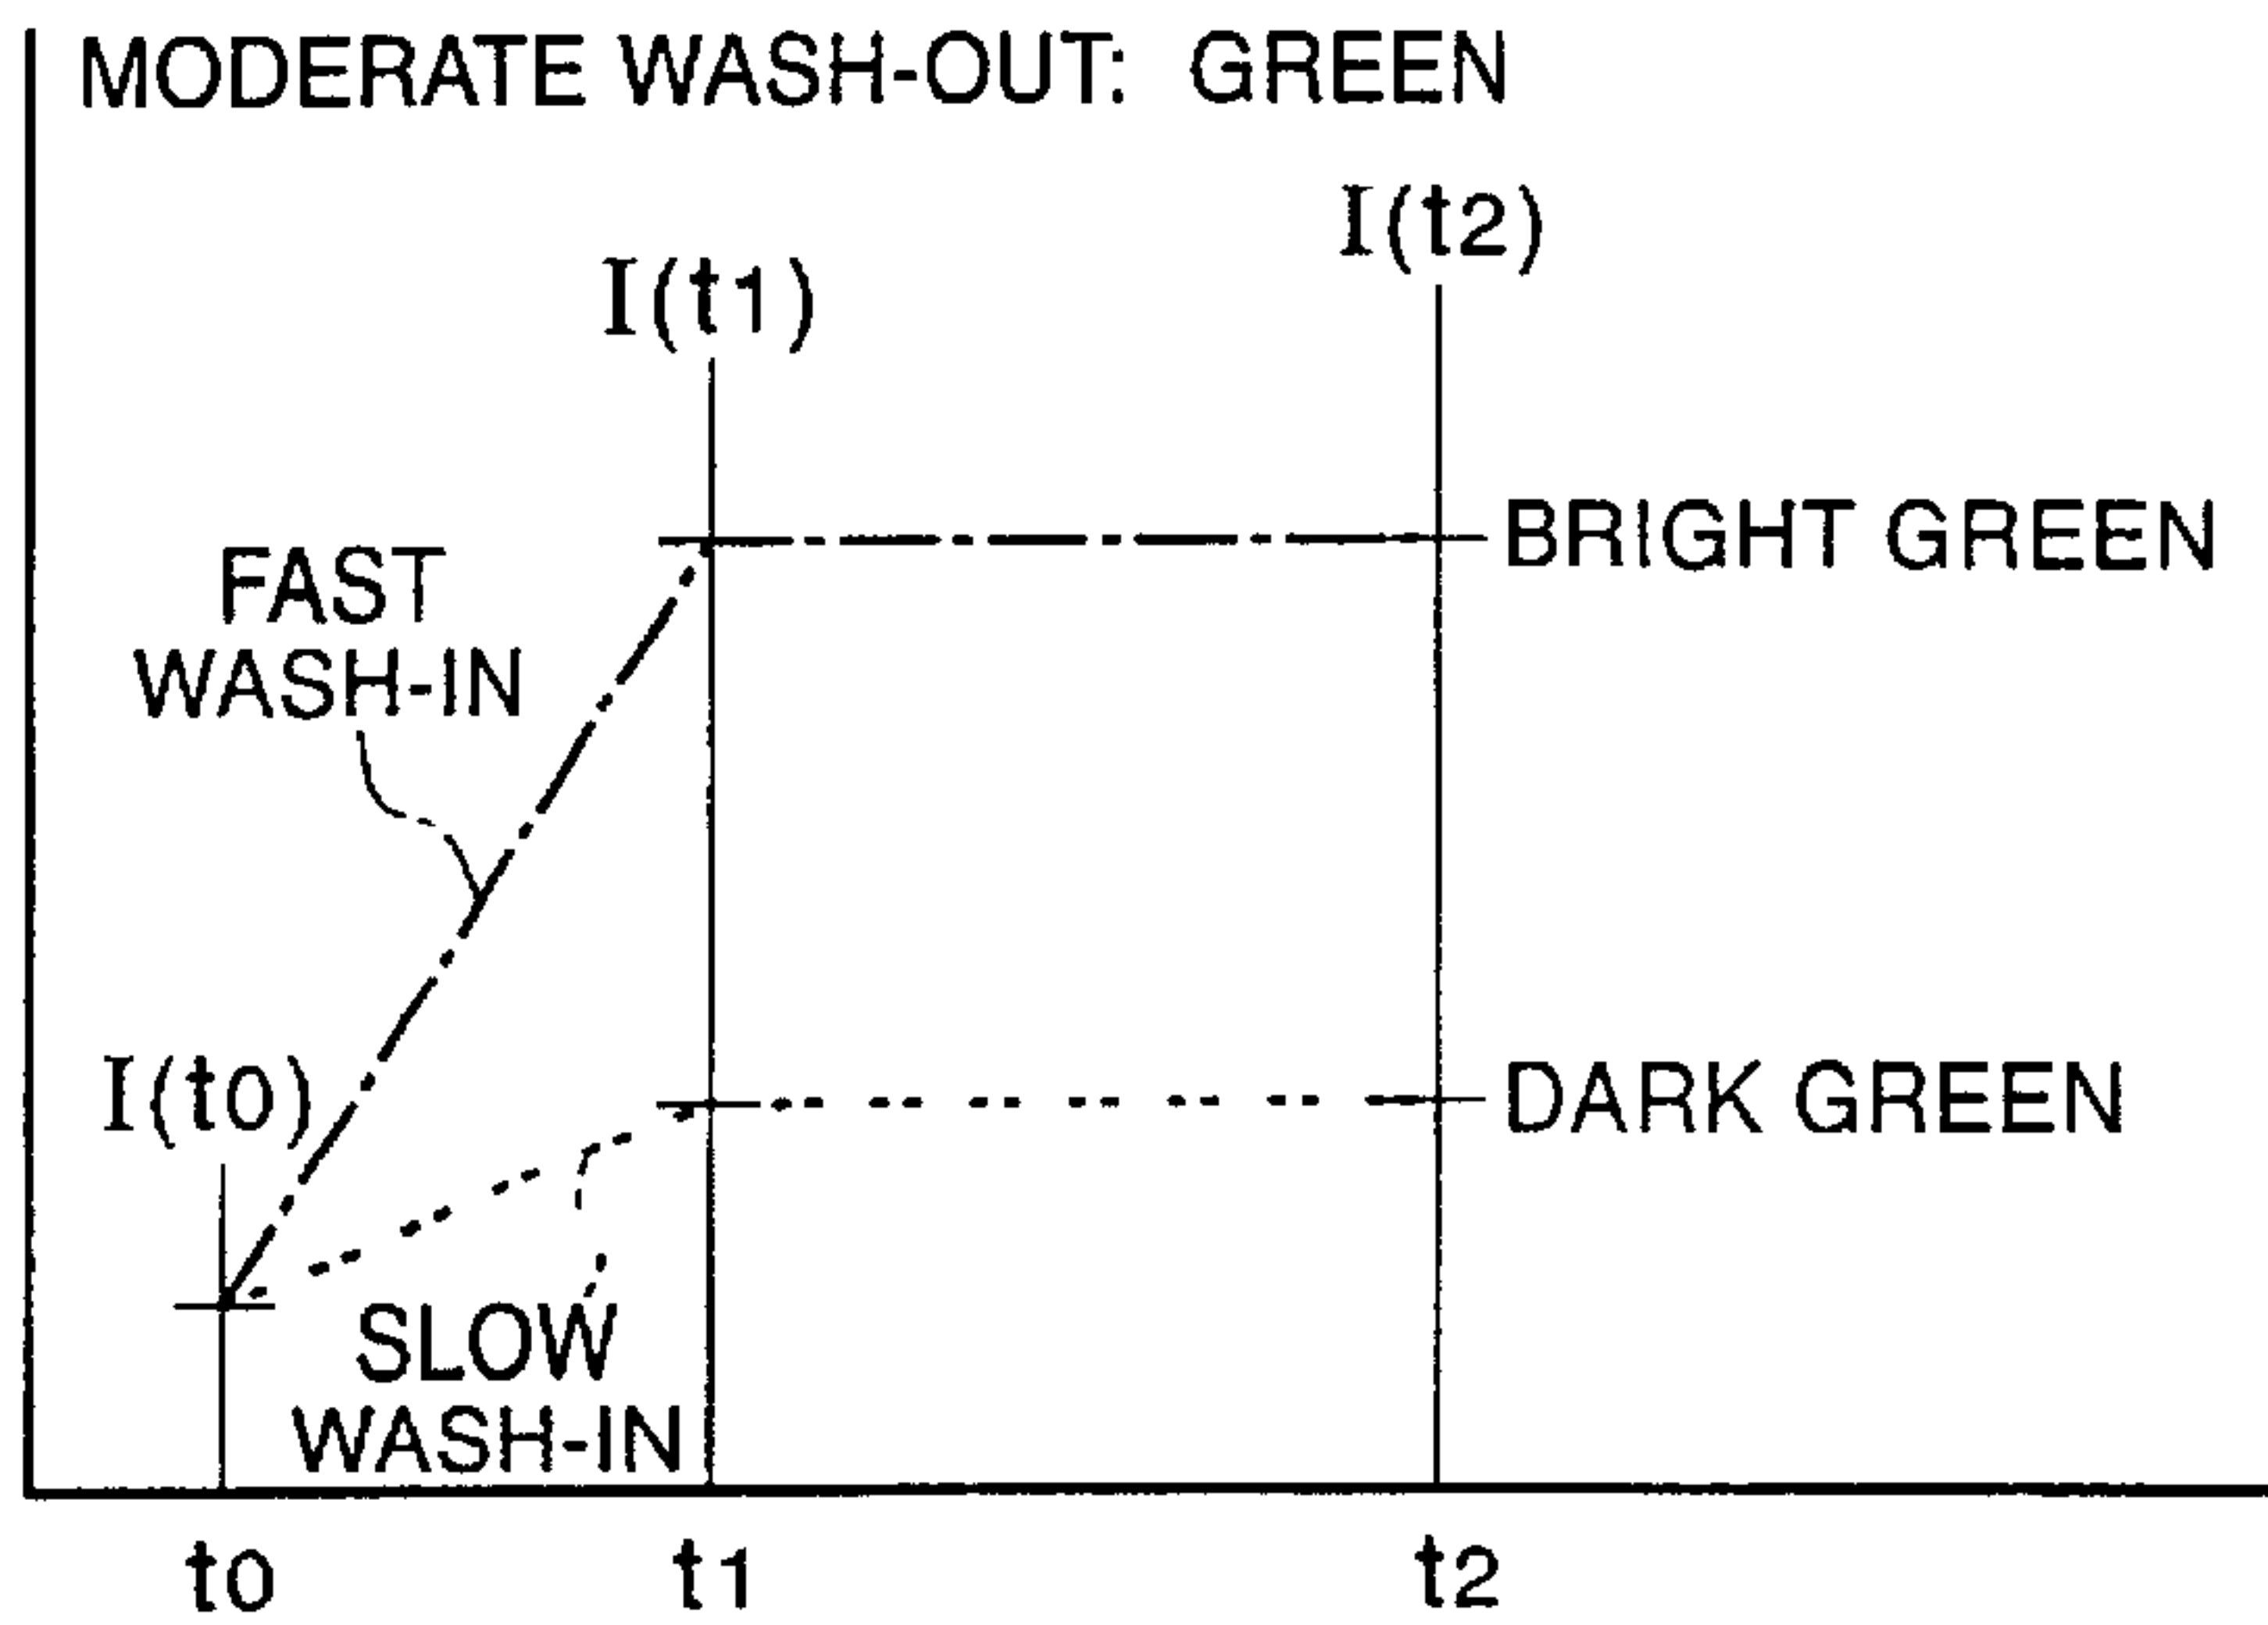 MODERATE WASH-OUT: GREEN
I(t2)
I(t1)
BRIGHT GREEN
FAST
WASH-IN
I(t0)
DARK GREEN
SLOW
WASH-IN
t0
t1
t2